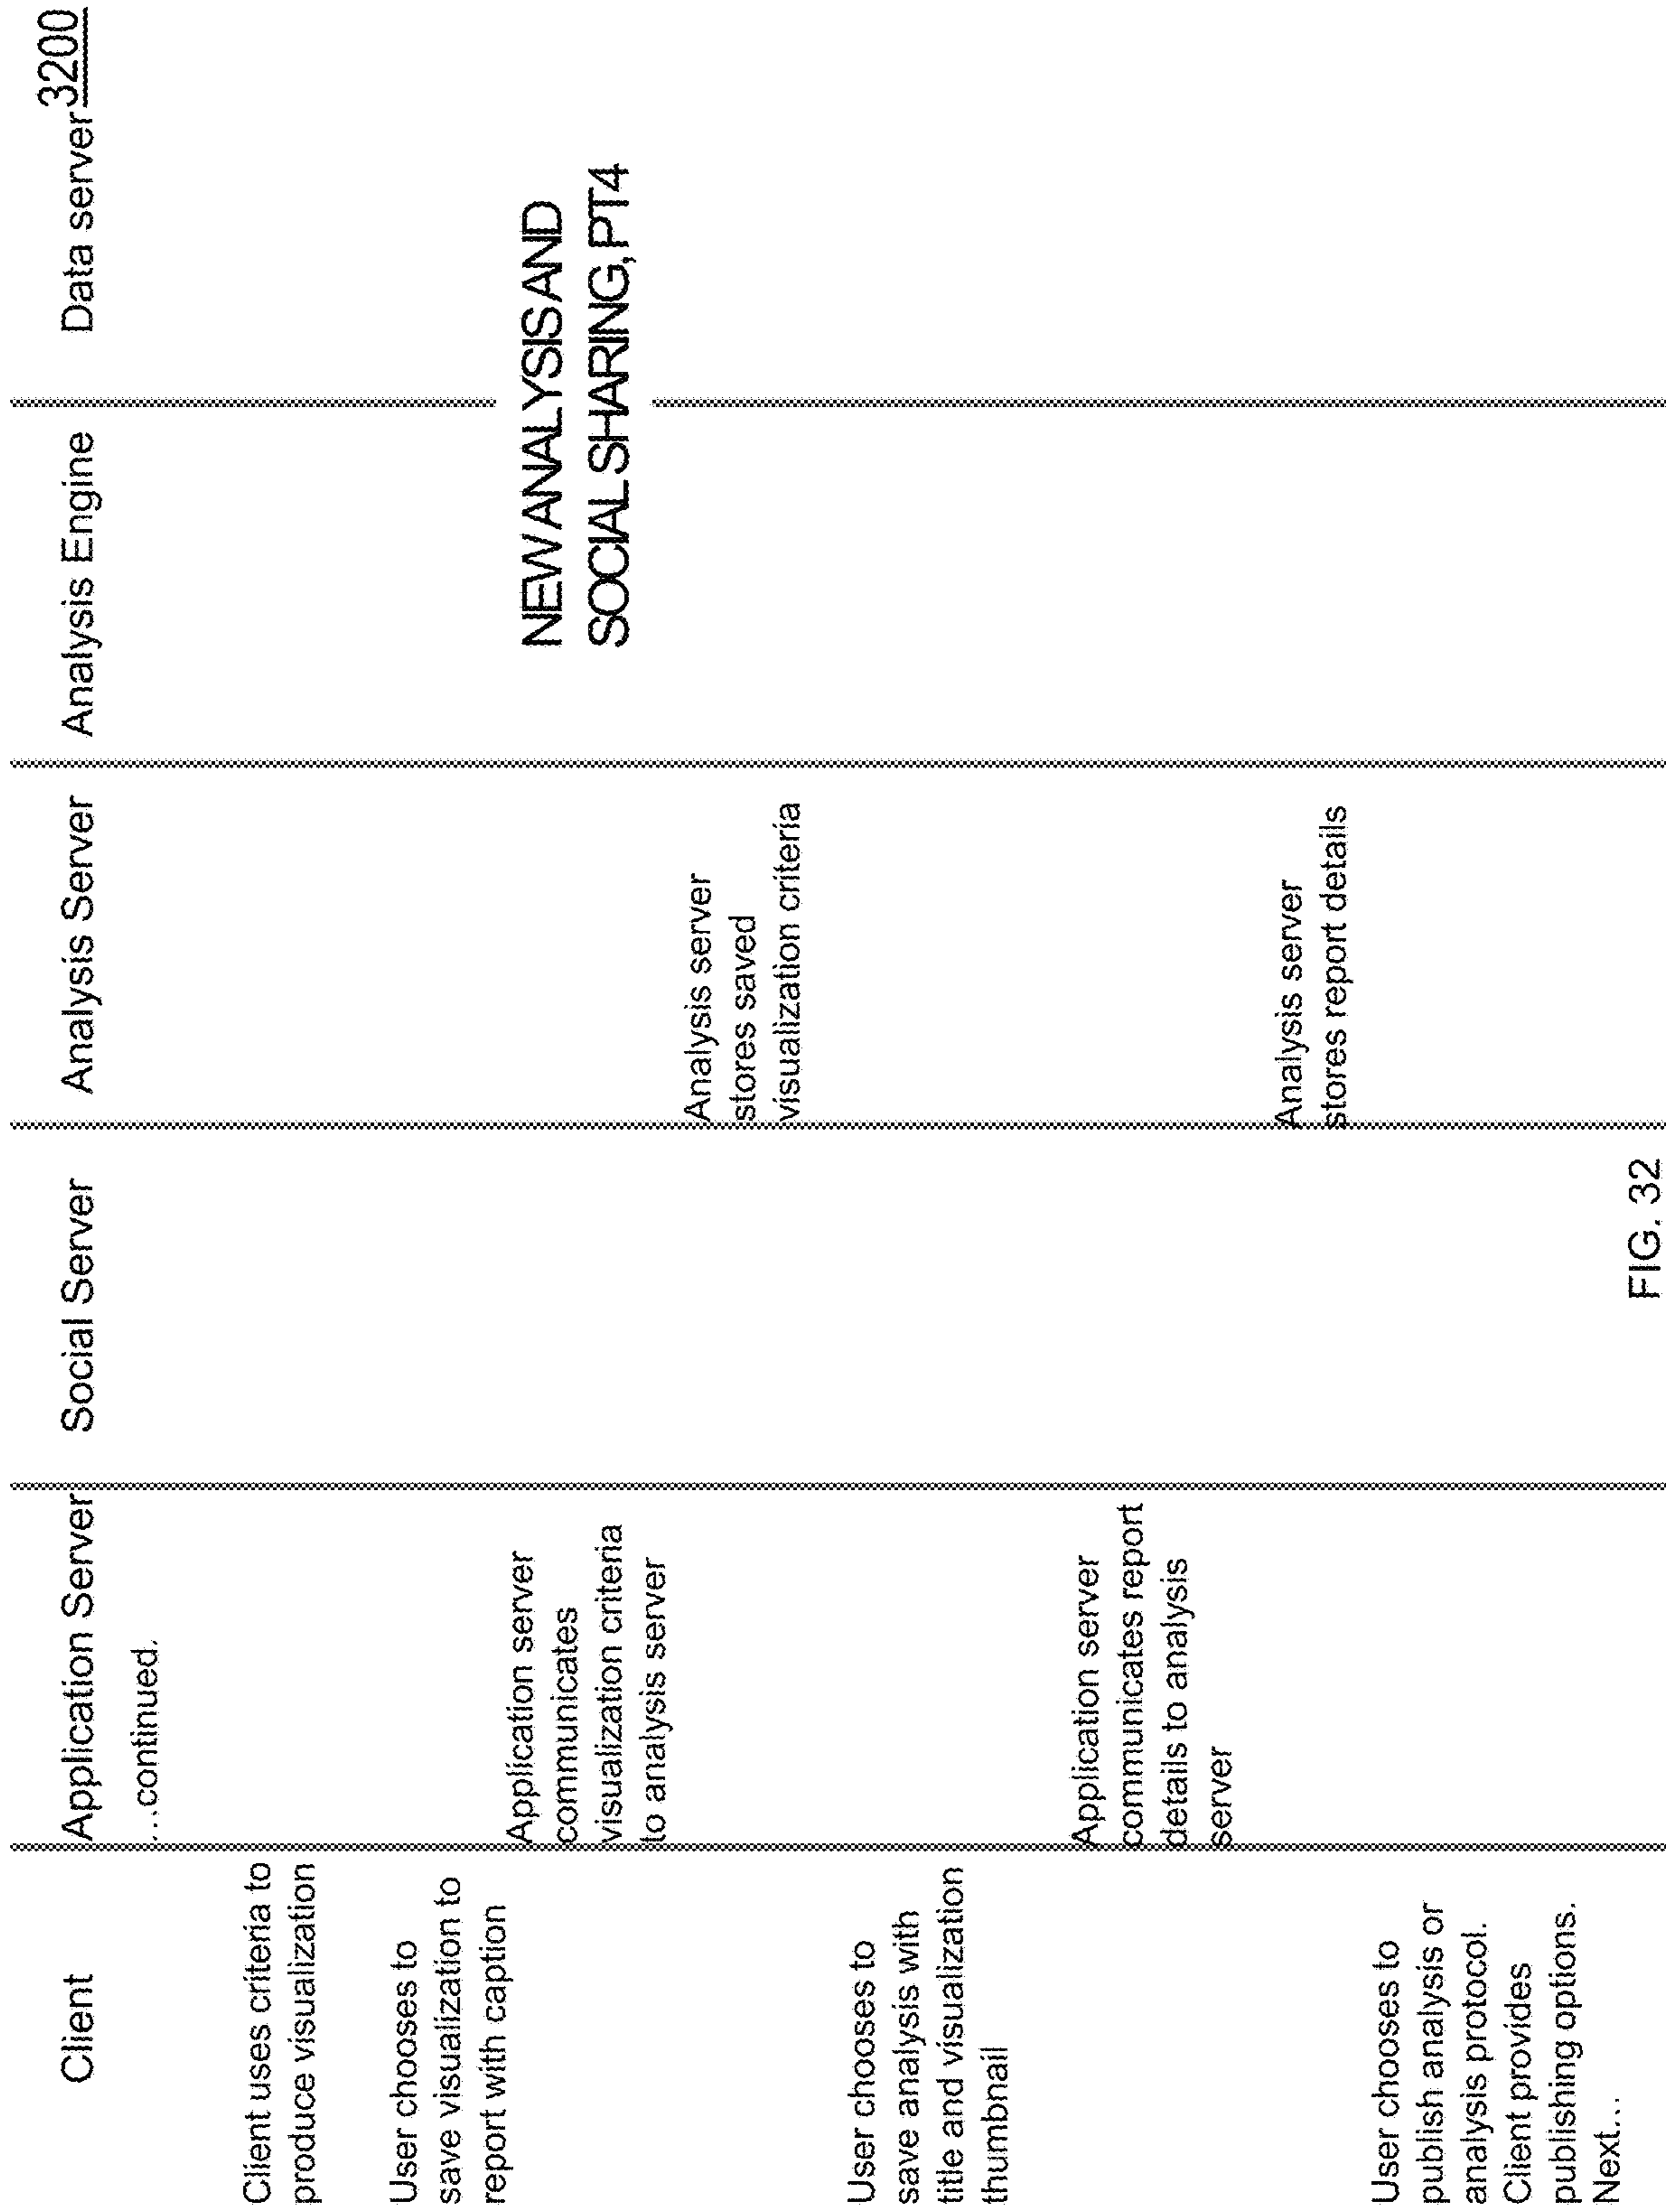 3200
Client
Application Server
Social Server
Analysis Server
Analysis Engine
Data server
...continued.
Client uses criteria to
produce visualization
User chooses to
save visualization to
report with caption
Application server
communicates
visualization criteria
to analysis server
NEW ANALYSIS AND
SOCIAL SHARING, PT4
Analysis server
stores saved
visualization criteria
User chooses to
save analysis with
title and visualization
thumbnail
Application server
communicates report
details to analysis
server
Analysis server
stores report details
User chooses to
publish analysis or
analysis protocol.
Client provides
publishing options.
Next...
FIG. 32